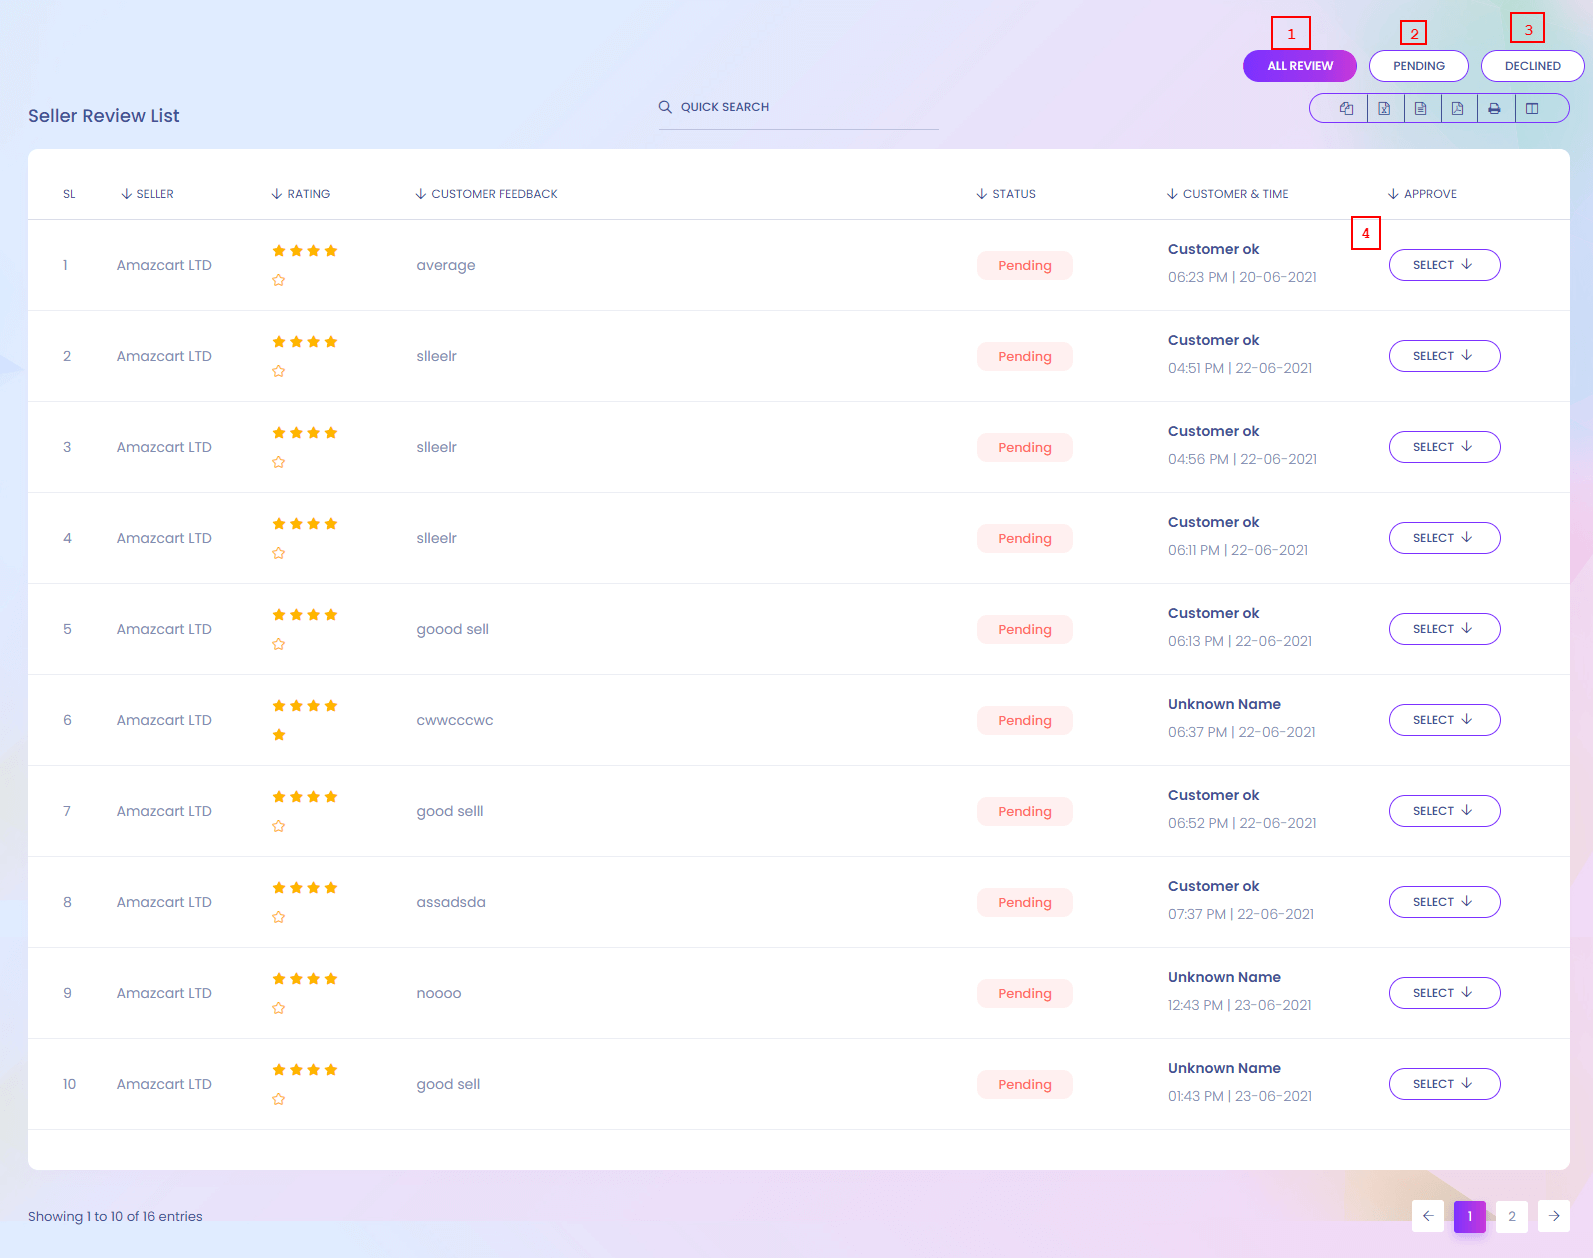 1
2
3
ALL REVIEW PENDING DECLINED
Seller Review List
QUICK SEARCH
SL SELLER RATING CUSTOMER FEEDBACK STATUS CUSTOMER & TIME APPROVE
4
1 Amazcart LTD average Pending Customer ok SELECT
06:23 PM | 20-06-2021
2 Amazcart LTD slleelr Pending Customer ok SELECT
04:51 PM | 22-06-2021
3 Amazcart LTD slleelr Pending Customer ok SELECT
04:56 PM | 22-06-2021
4 Amazcart LTD slleelr Pending Customer ok SELECT
06:11 PM | 22-06-2021
5 Amazcart LTD goood sell Pending Customer ok SELECT
06:13 PM | 22-06-2021
6 Amazcart LTD cwwcccwc Pending Unknown Name SELECT
06:37 PM | 22-06-2021
7 Amazcart LTD good selll Pending Customer ok SELECT
06:52 PM | 22-06-2021
8 Amazcart LTD assadsda Pending Customer ok SELECT
07:37 PM | 22-06-2021
9 Amazcart LTD noooo Pending Unknown Name SELECT
12:43 PM | 23-06-2021
10 Amazcart LTD good sell Pending Unknown Name SELECT
01:43 PM | 23-06-2021
Showing 1 to 10 of 16 entries
1 2